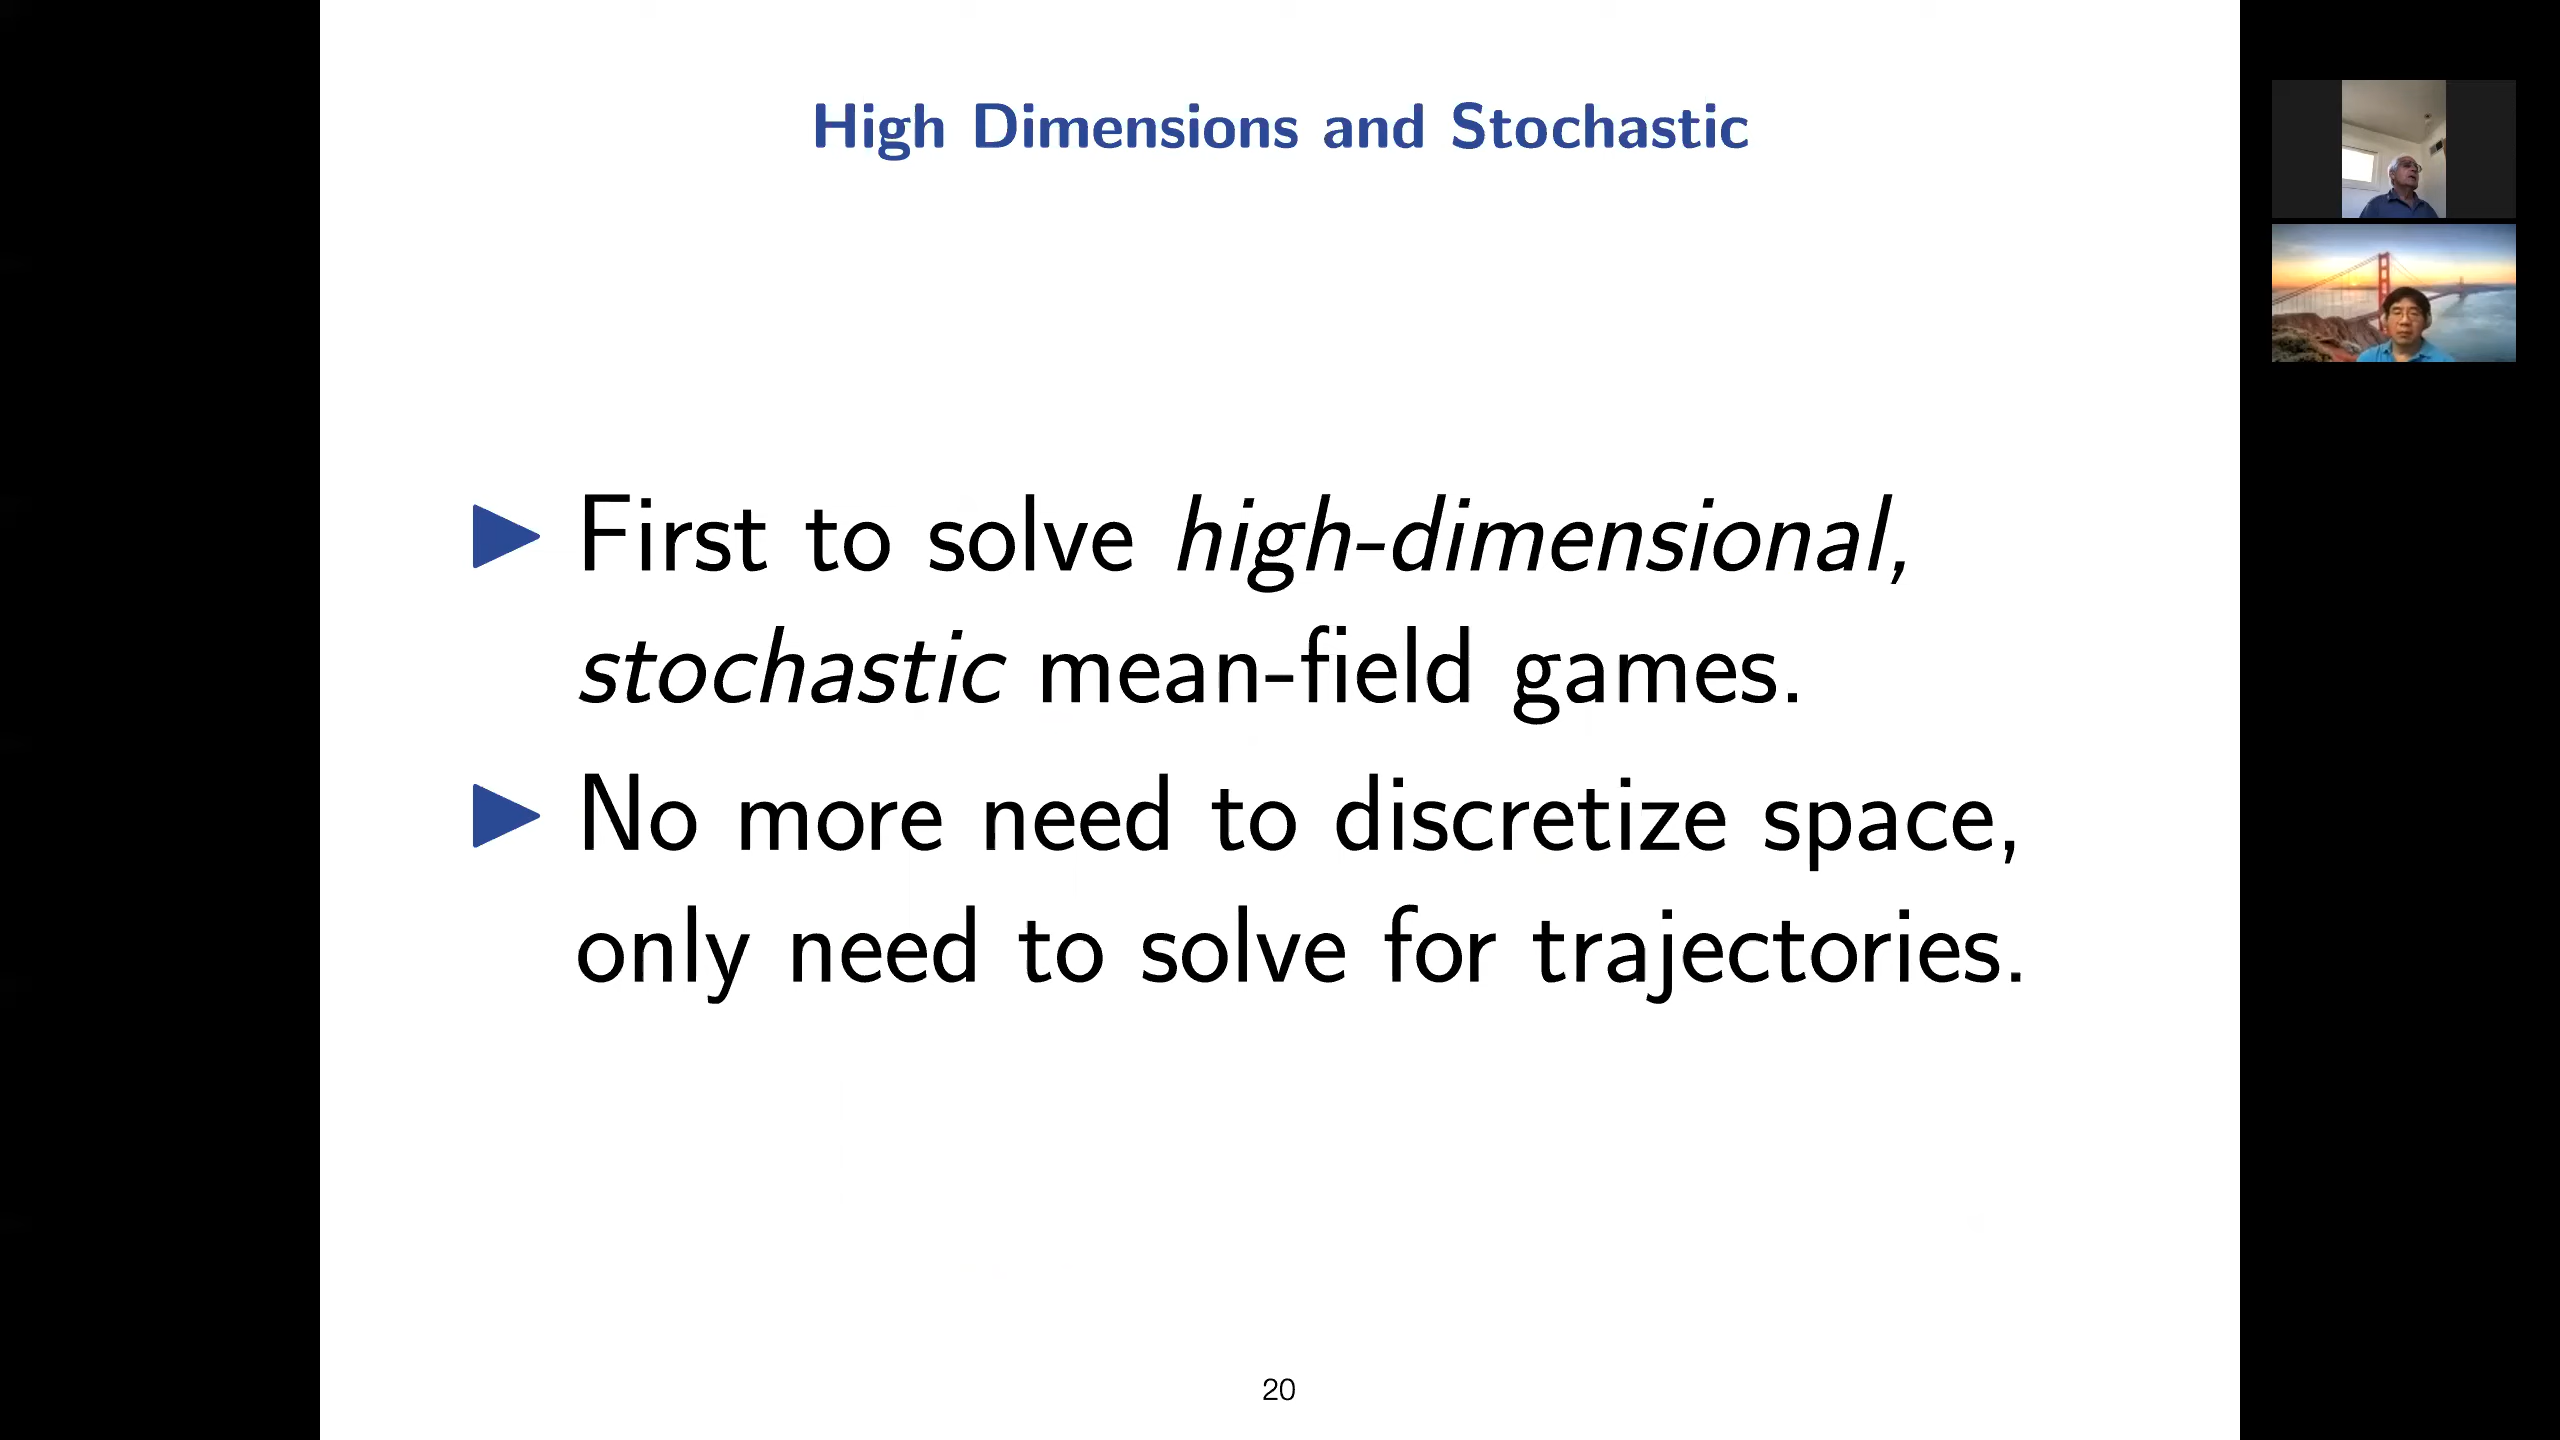 High Dimensions and Stochastic
▶ First to solve high-dimensional,
stochastic mean-field games.
▶ No more need to discretize space,
only need to solve for trajectories.
20